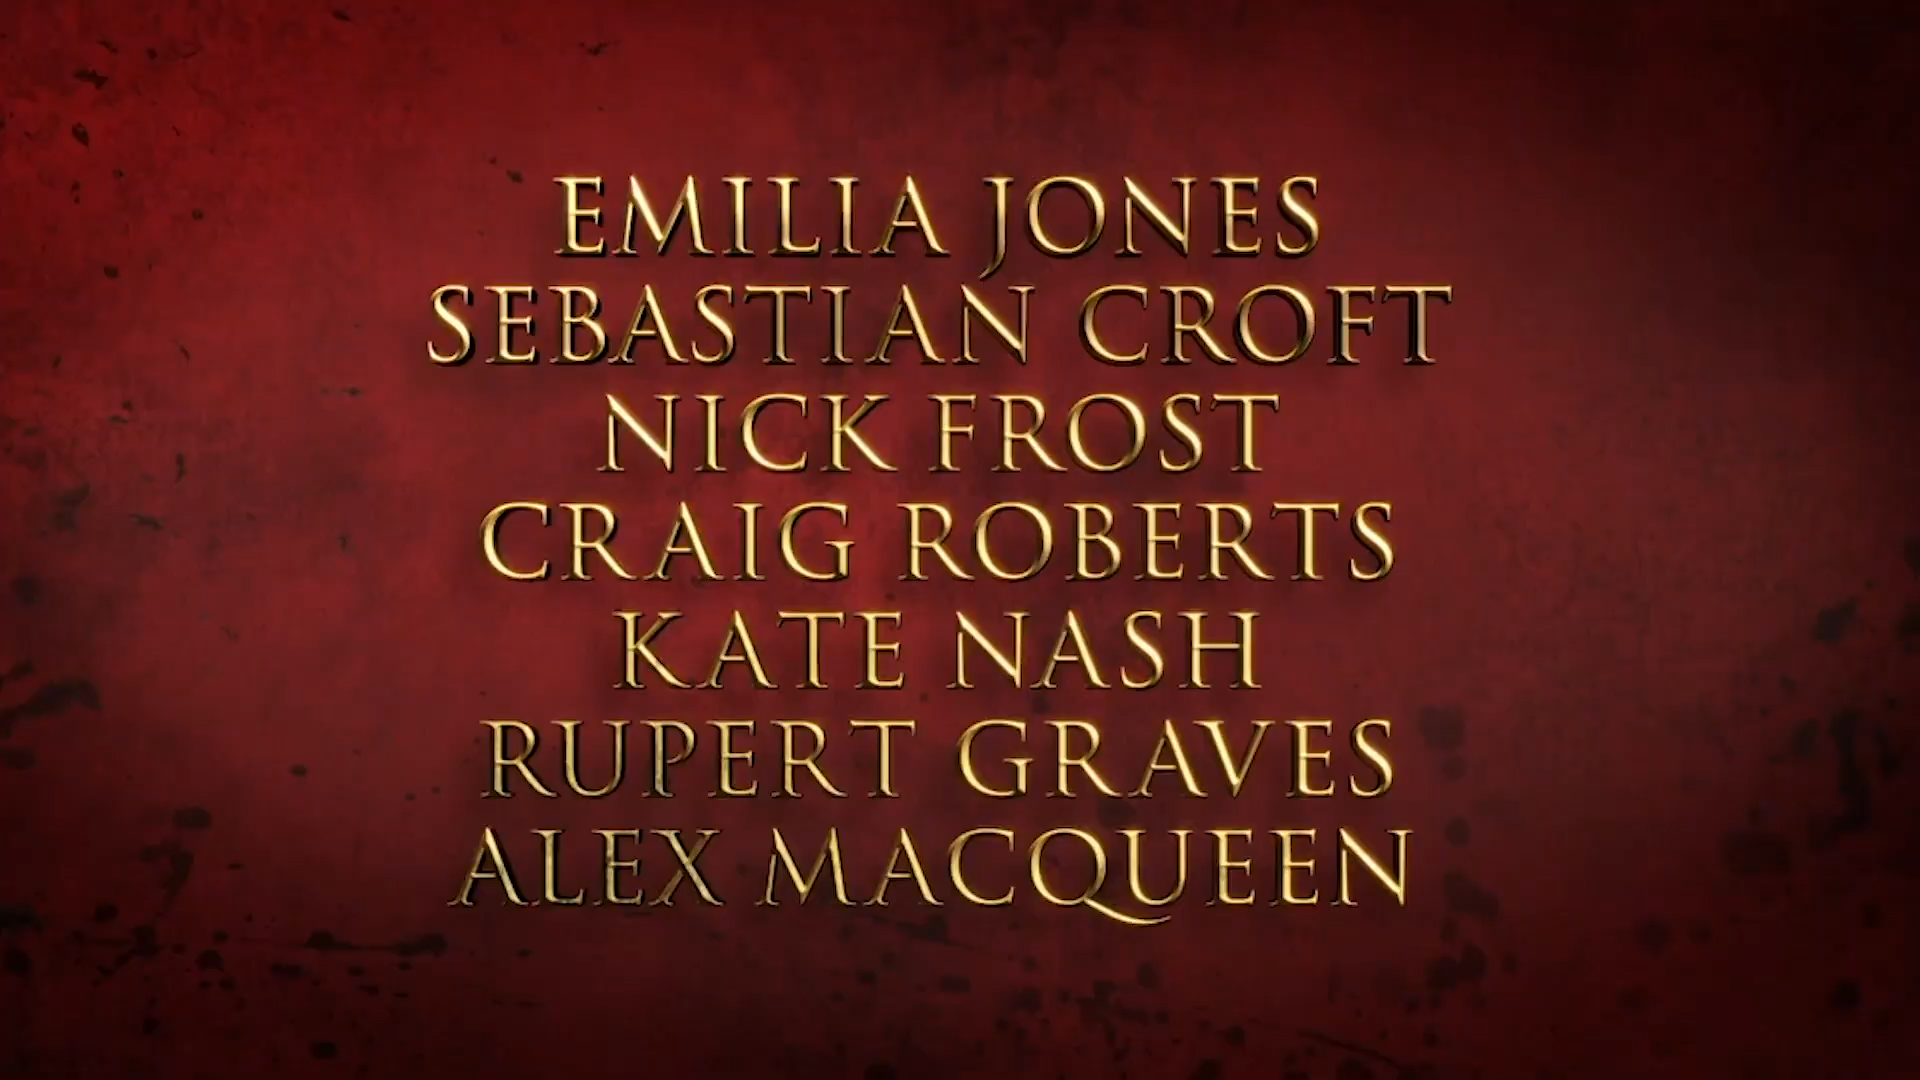 EMILIA JONES
SEBASTIAN CROFT
NICK FROST
CRAIG ROBERTS
KATE NASH
RUPERT GRAVES
ALEX MACQUEEN